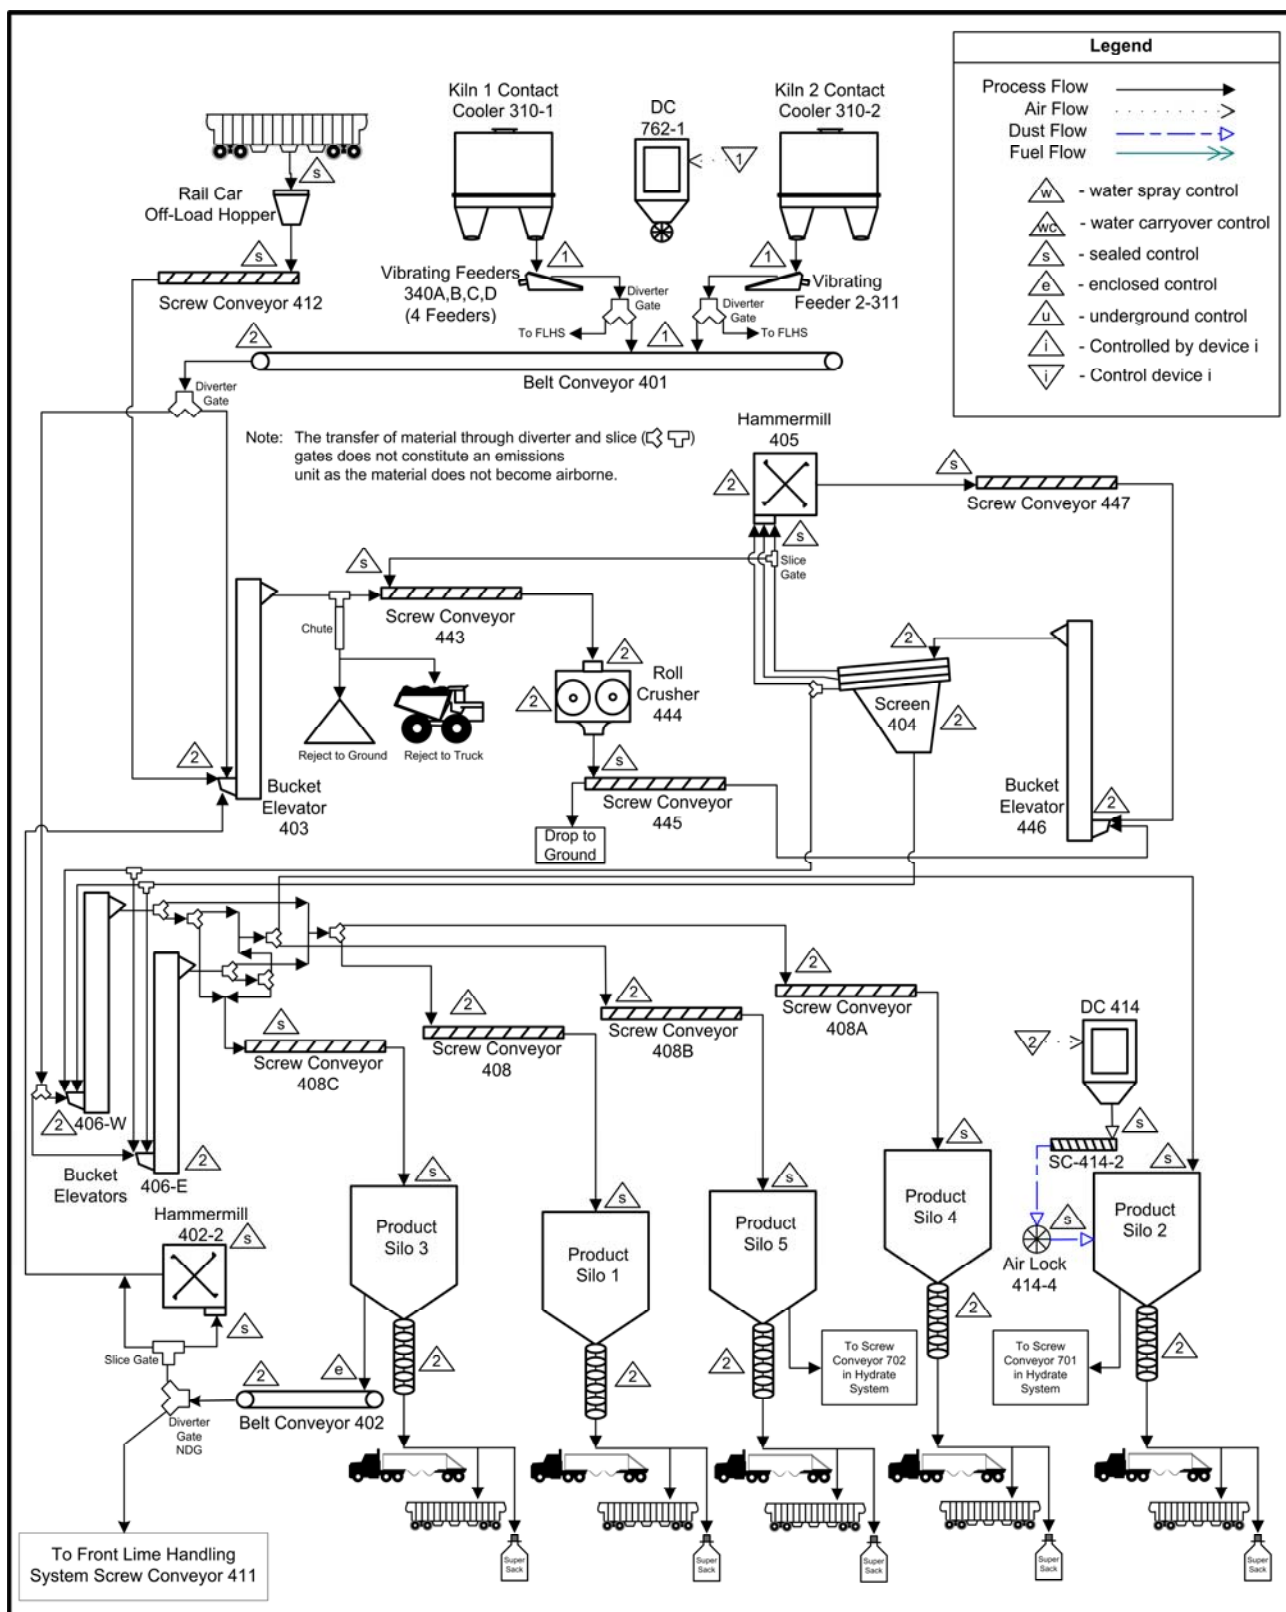 Legend
Process Flow
Air Flow
Dust Flow
Fuel Flow
w - water spray control
wc - water carryover control
s - sealed control
e - enclosed control
u - underground control
i - Controlled by device i
i - Control device i
Kiln 1 Contact
Cooler 310-1
DC
762-1
1
Kiln 2 Contact
Cooler 310-2
s
Rail Car
Off-Load Hopper
s
Screw Conveyor 412
1
Vibrating Feeders
340A,B,C,D
(4 Feeders)
Diverter
Gate
To FLHS
1
Vibrating
Feeder 2-311
Diverter
Gate
To FLHS
1
2
Belt Conveyor 401
Diverter
Gate
Note: The transfer of material through diverter and slice ( )
gates does not constitute an emissions
unit as the material does not become airborne.
Hammermill
405
2
s
Slice
Gate
s
Screw Conveyor 447
s
Screw Conveyor
443
Chute
Reject to Ground
Reject to Truck
2
2
Roll
Crusher
444
s
Screw Conveyor
445
Drop to
Ground
2
Screen
404
2
Bucket
Elevator
446
2
2
Bucket
Elevator
403
s
Screw Conveyor
408C
2
Screw Conveyor
408
2
Screw Conveyor
408B
2
Screw Conveyor
408A
DC 414
2
s
SC-414-2
s
Air Lock
414-4
2
406-W
2
406-E
Bucket
Elevators
Hammermill
402-2
s
s
Slice Gate
Diverter
Gate
NDG
2
e
Belt Conveyor 402
s
Product
Silo 3
2
s
Product
Silo 1
2
s
Product
Silo 5
2
s
Product
Silo 4
2
s
Product
Silo 2
2
To Screw
Conveyor 702
in Hydrate
System
To Screw
Conveyor 701
in Hydrate
System
To Front Lime Handling
System Screw Conveyor 411
Super
Sack
Super
Sack
Super
Sack
Super
Sack
Super
Sack